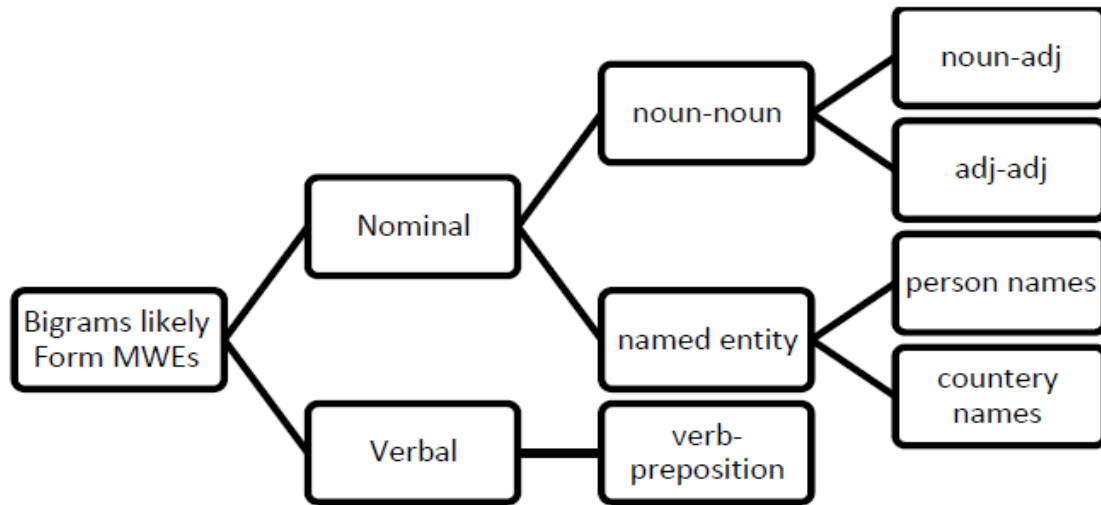 noun-adj
noun-noun
adj-adj
Nominal
person names
Bigrams likely
Form MWEs
named entity
countery
names
Verbal
verb-
preposition